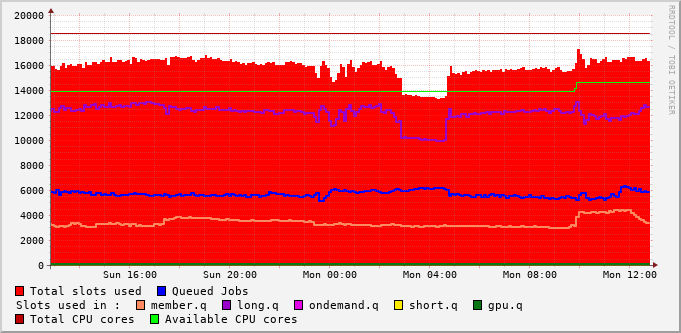 20000
18000
16000
14000
12000
10000
8000
6000
4000
2000
0
Sun 16:00 Sun 20:00 Mon 00:00 Mon 04:00 Mon 08:00 Mon 12:00
Total slots used Queued Jobs
Slots used in : member.q long.q ondemand.q short.q gpu.q
Total CPU cores Available CPU cores
RRDTOOL / TOBI OETIKER